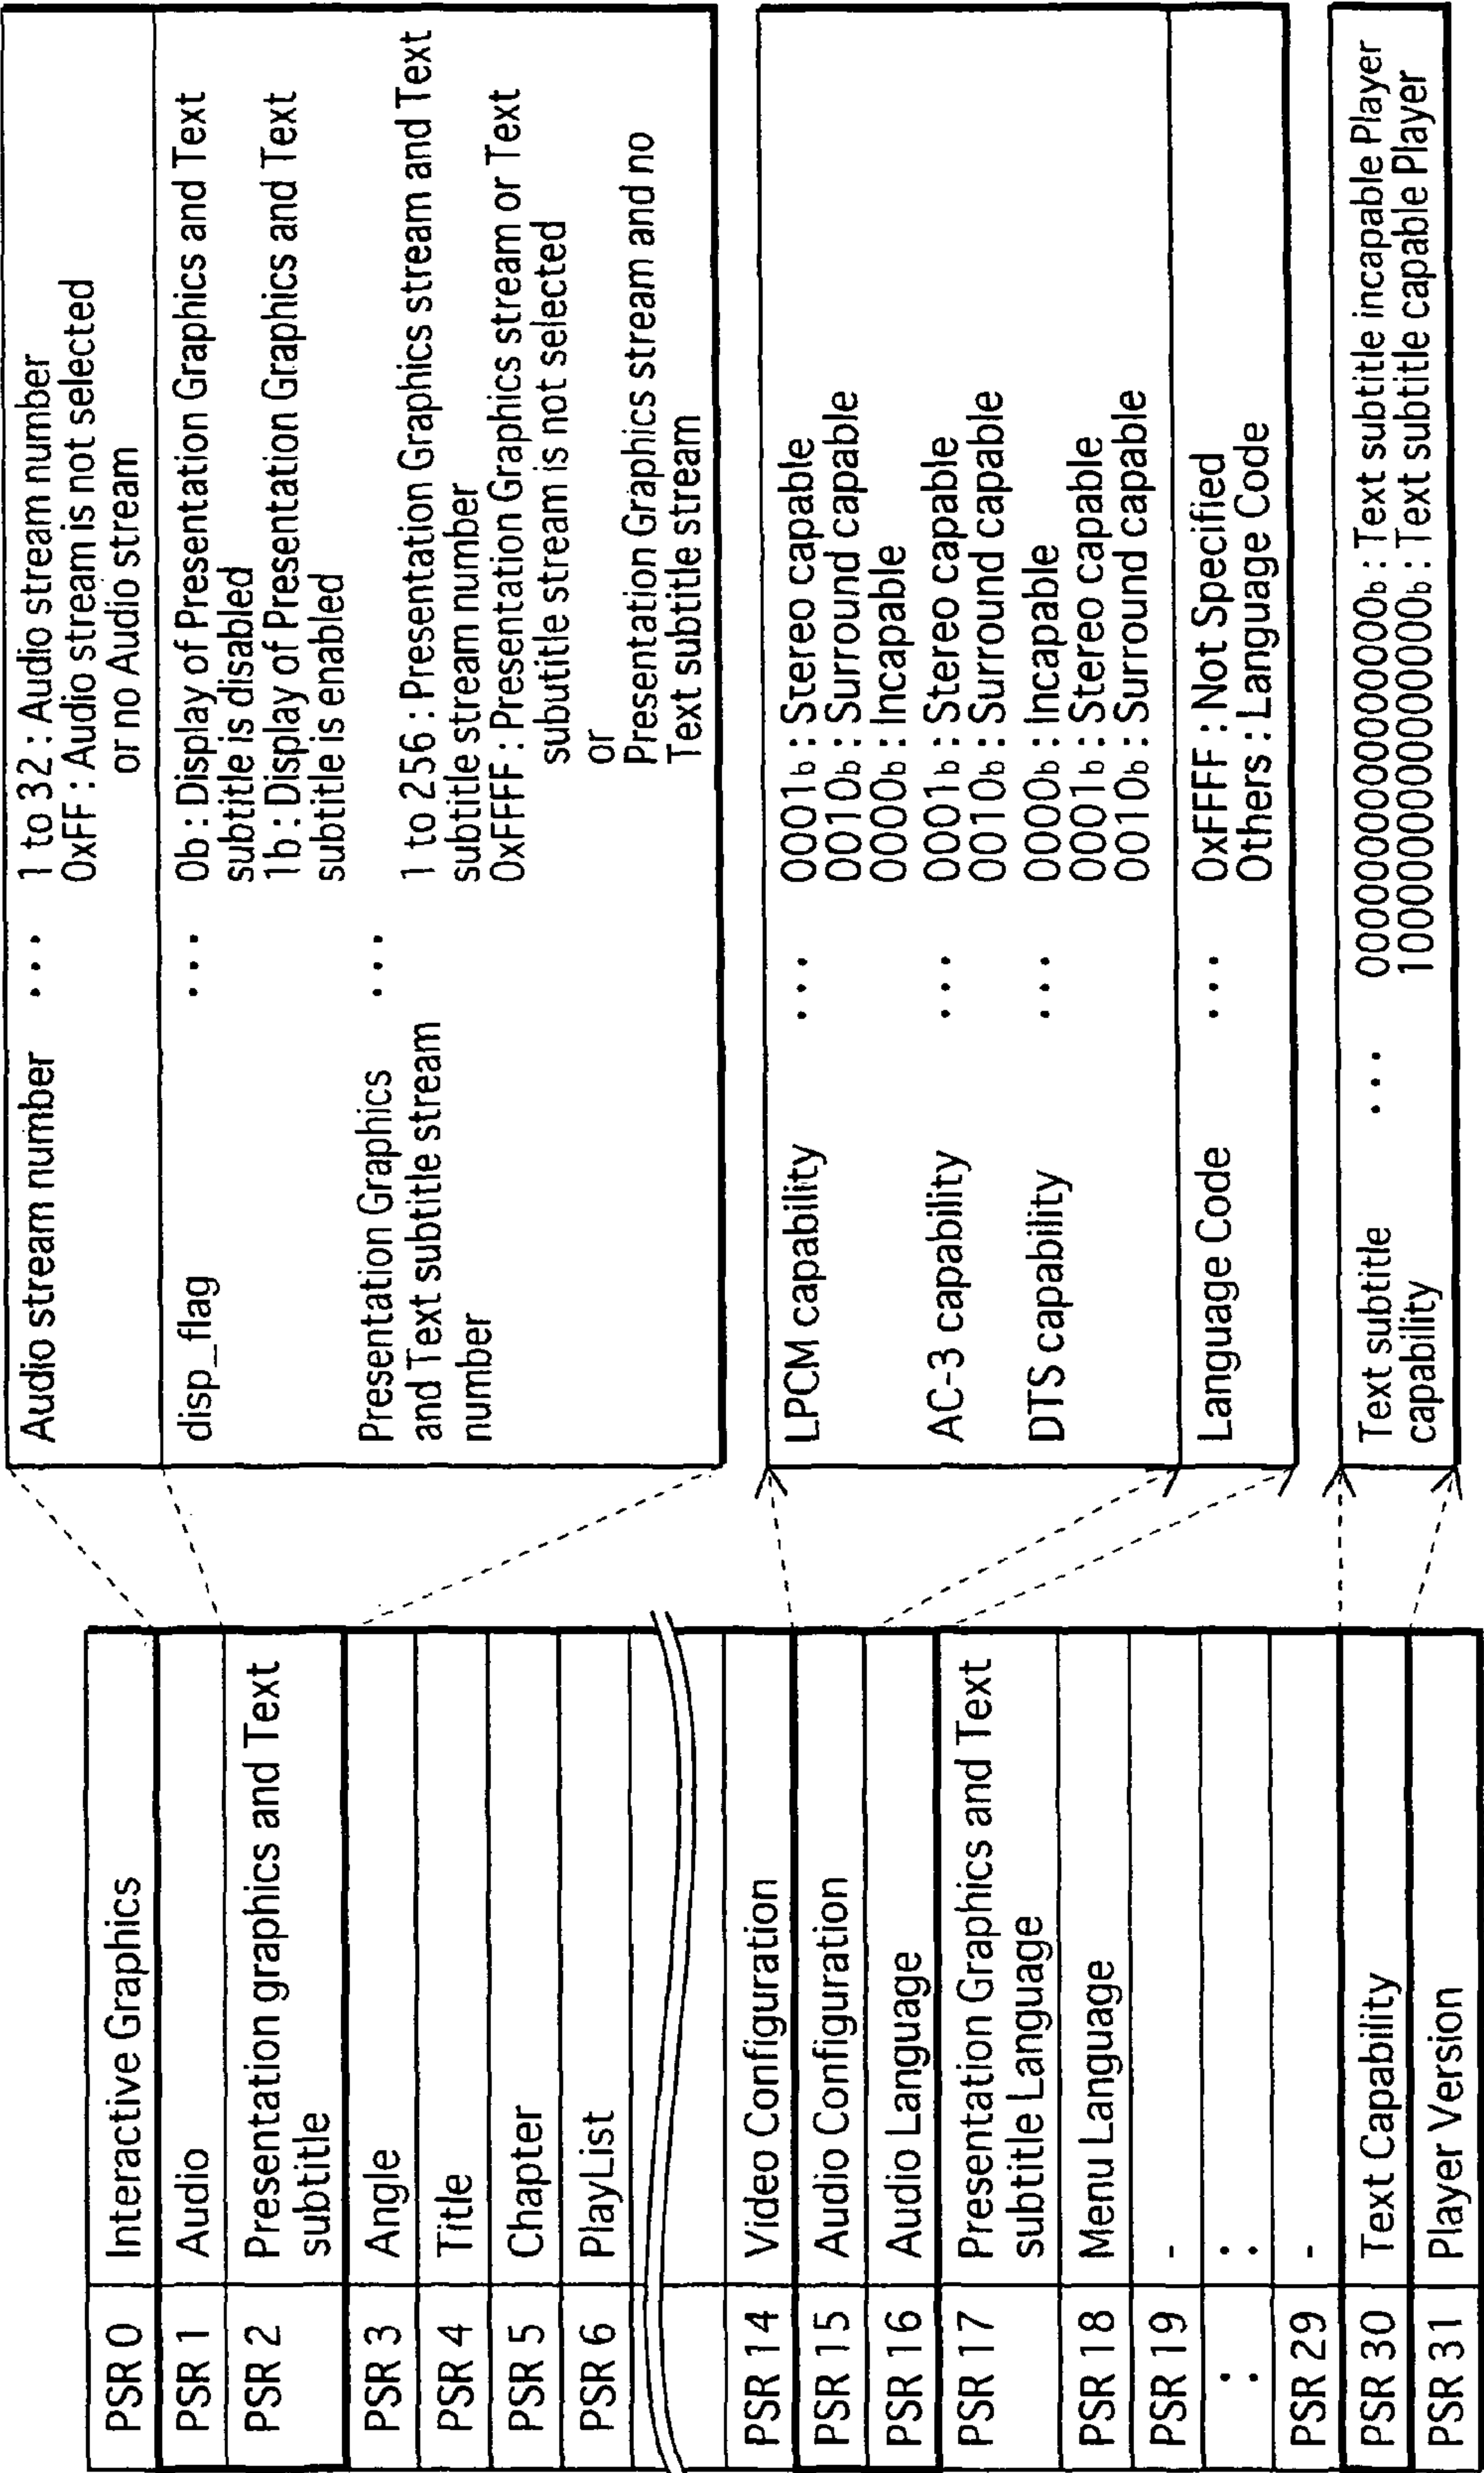 PSR 0 Interactive Graphics
PSR 1 Audio
PSR 2 Presentation graphics and Text
subtitle
PSR 3 Angle
PSR 4 Title
PSR 5 Chapter
PSR 6 PlayList
PSR 14 Video Configuration
PSR 15 Audio Configuration
PSR 16 Audio Language
PSR 17 Presentation Graphics and Text
subtitle Language
PSR 18 Menu Language
PSR 19 -
: :
PSR 29 -
PSR 30 Text Capability
PSR 31 Player Version
Audio stream number ... 1 to 32 : Audio stream number
0xFF : Audio stream is not selected
or no Audio stream
disp_flag ... 0b : Display of Presentation Graphics and Text
subtitle is disabled
1b : Display of Presentation Graphics and Text
subtitle is enabled
Presentation Graphics ... 1 to 256 : Presentation Graphics stream and Text
and Text subtitle stream
number
subtitle stream number
0xFFF : Presentation Graphics stream or Text
subutitle stream is not selected
or
Presentation Graphics stream and no
Text subtitle stream
LPCM capability ... 0001b : Stereo capable
0010b : Surround capable
0000b : Incapable
AC-3 capability ... 0001b : Stereo capable
0010b : Surround capable
DTS capability ... 0000b : Incapable
0001b : Stereo capable
0010b : Surround capable
Language Code ... 0xFFFF : Not Specified
Others : Language Code
Text subtitle
capability
...
: Text subtitle incapable Player
: Text subtitle capable Player